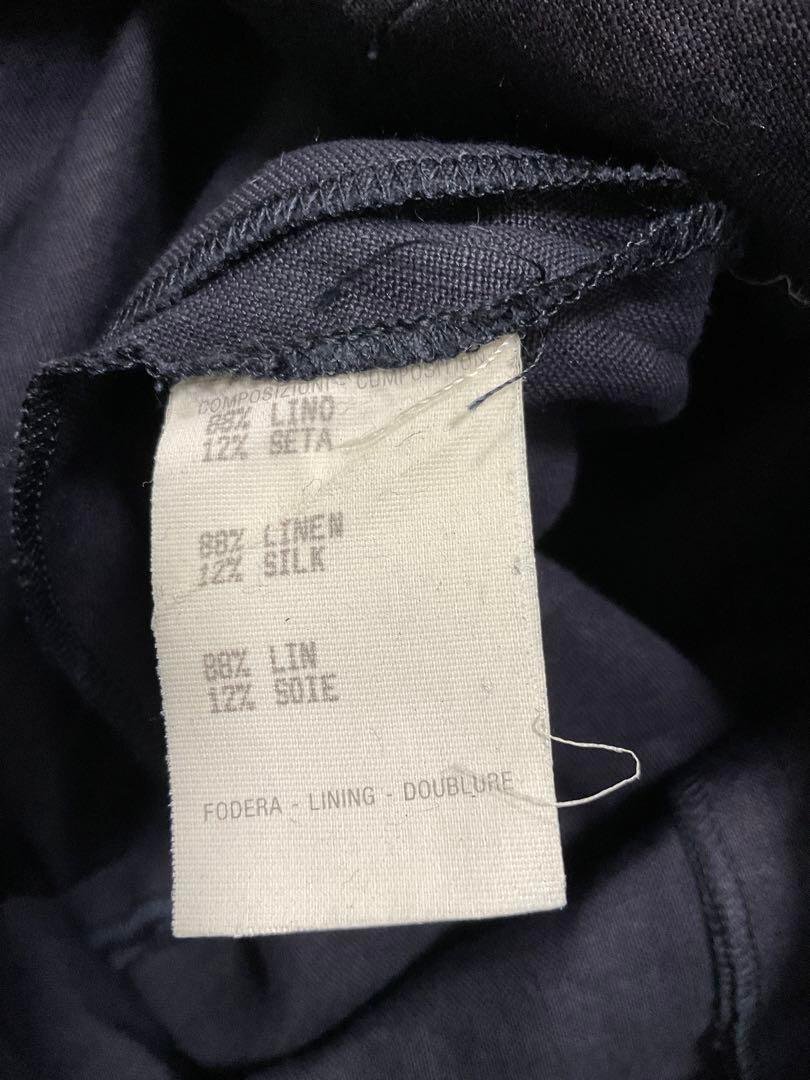 COMPOSIZIONI - COMPOSITION
88% LINO
12% SETA
88% LINEN
12% SILK
88% LIN
12% SOIE
FODERA - LINING - DOUBLURE